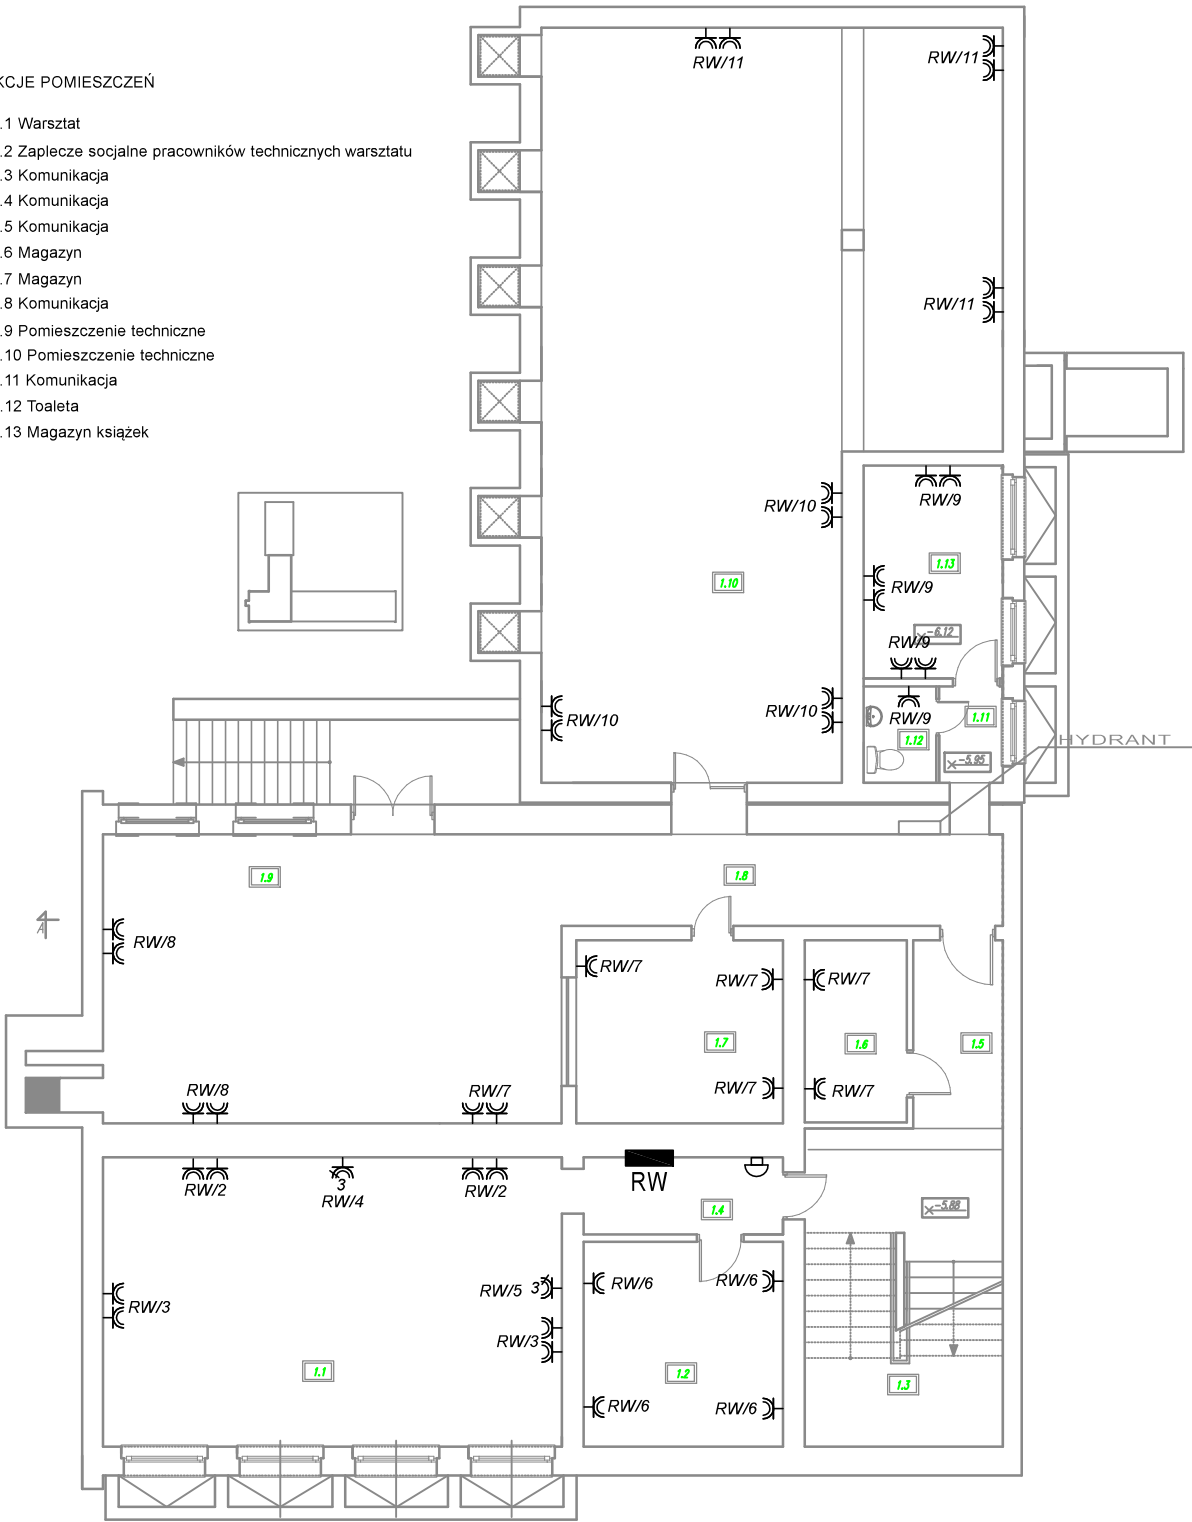 KCJE POMIESZCZEŃ
.1 Warsztat
.2 Zaplecze socjalne pracowników technicznych warsztatu
.3 Komunikacja
.4 Komunikacja
.5 Komunikacja
.6 Magazyn
.7 Magazyn
.8 Komunikacja
.9 Pomieszczenie techniczne
.10 Pomieszczenie techniczne
.11 Komunikacja
.12 Toaleta
.13 Magazyn książek
RW/11
RW/11
RW/11
RW/10
RW/9
1.13
1.10
RW/9
-6.12
RW/9
RW/10
RW/10
RW/9
1.11
1.12
HYDRANT
-5.95
1.9
1.8
A
RW/8
RW/7
RW/7
RW/7
1.7
1.6
1.5
RW/8
RW/7
RW/7
RW/7
RW/2
3
RW/4
RW/2
RW
1.4
-5.88
RW/3
RW/5 3
RW/6
RW/6
RW/3
1.1
1.2
1.3
RW/6
RW/6